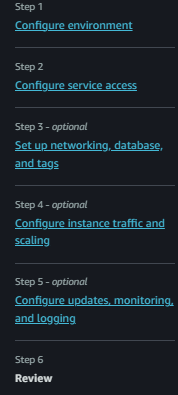 Step 1
Configure environment
Step 2
Configure service access
Step 3 - optional
Set up networking, database,
and tags
Step 4 - optional
Configure instance traffic and
scaling
Step 5 - optional
Configure updates, monitoring,
and logging
Step 6
Review